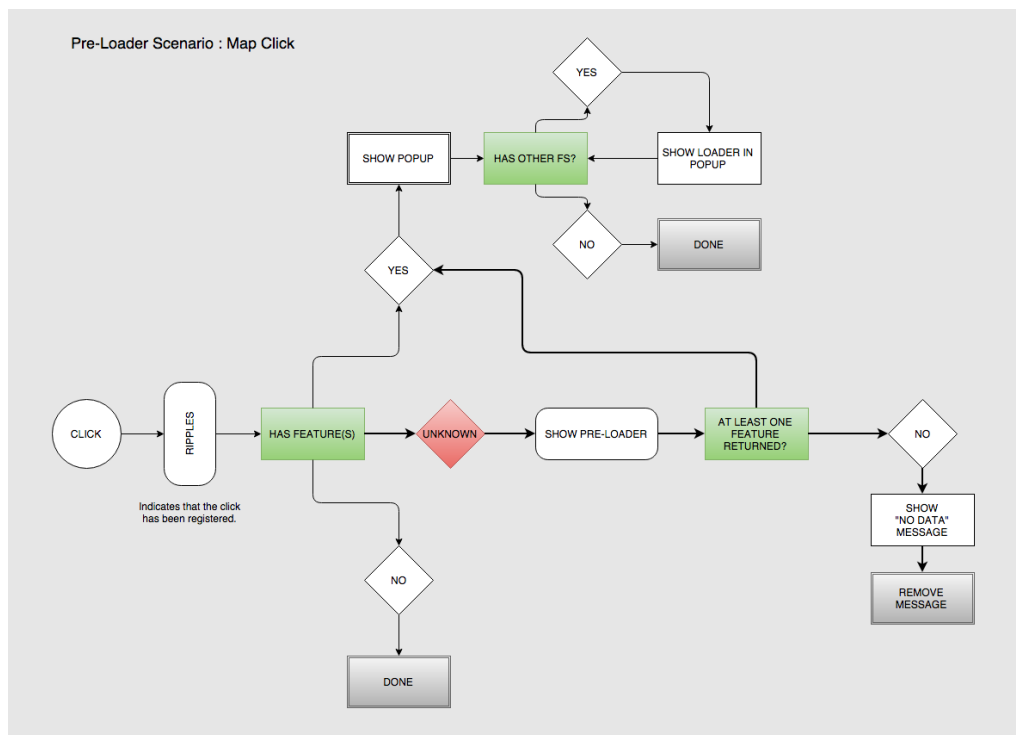 Pre-Loader Scenario : Map Click
YES
SHOW POPUP
HAS OTHER FS?
SHOW LOADER IN
POPUP
NO
DONE
YES
CLICK
RIPPLES
HAS FEATURE(S)
UNKNOWN
SHOW PRE-LOADER
AT LEAST ONE
FEATURE
RETURNED?
NO
Indicates that the click
has been registered.
SHOW
"NO DATA"
MESSAGE
NO
REMOVE
MESSAGE
DONE